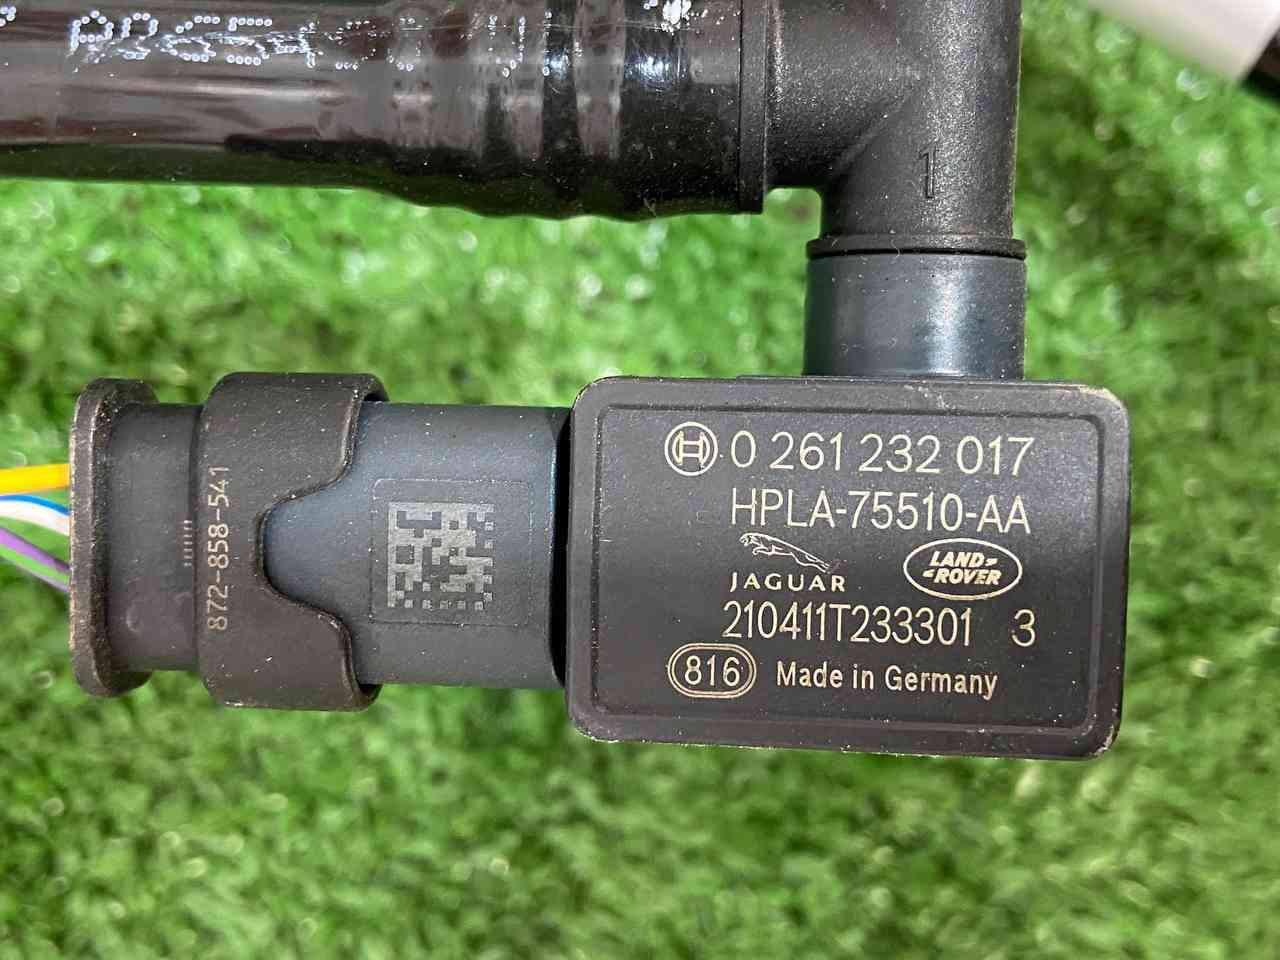 1
0 261 232 017
HPLA-75510-AA
JAGUAR
LAND-
-ROVER
210411T233301 3
816 Made in Germany
872-858-541